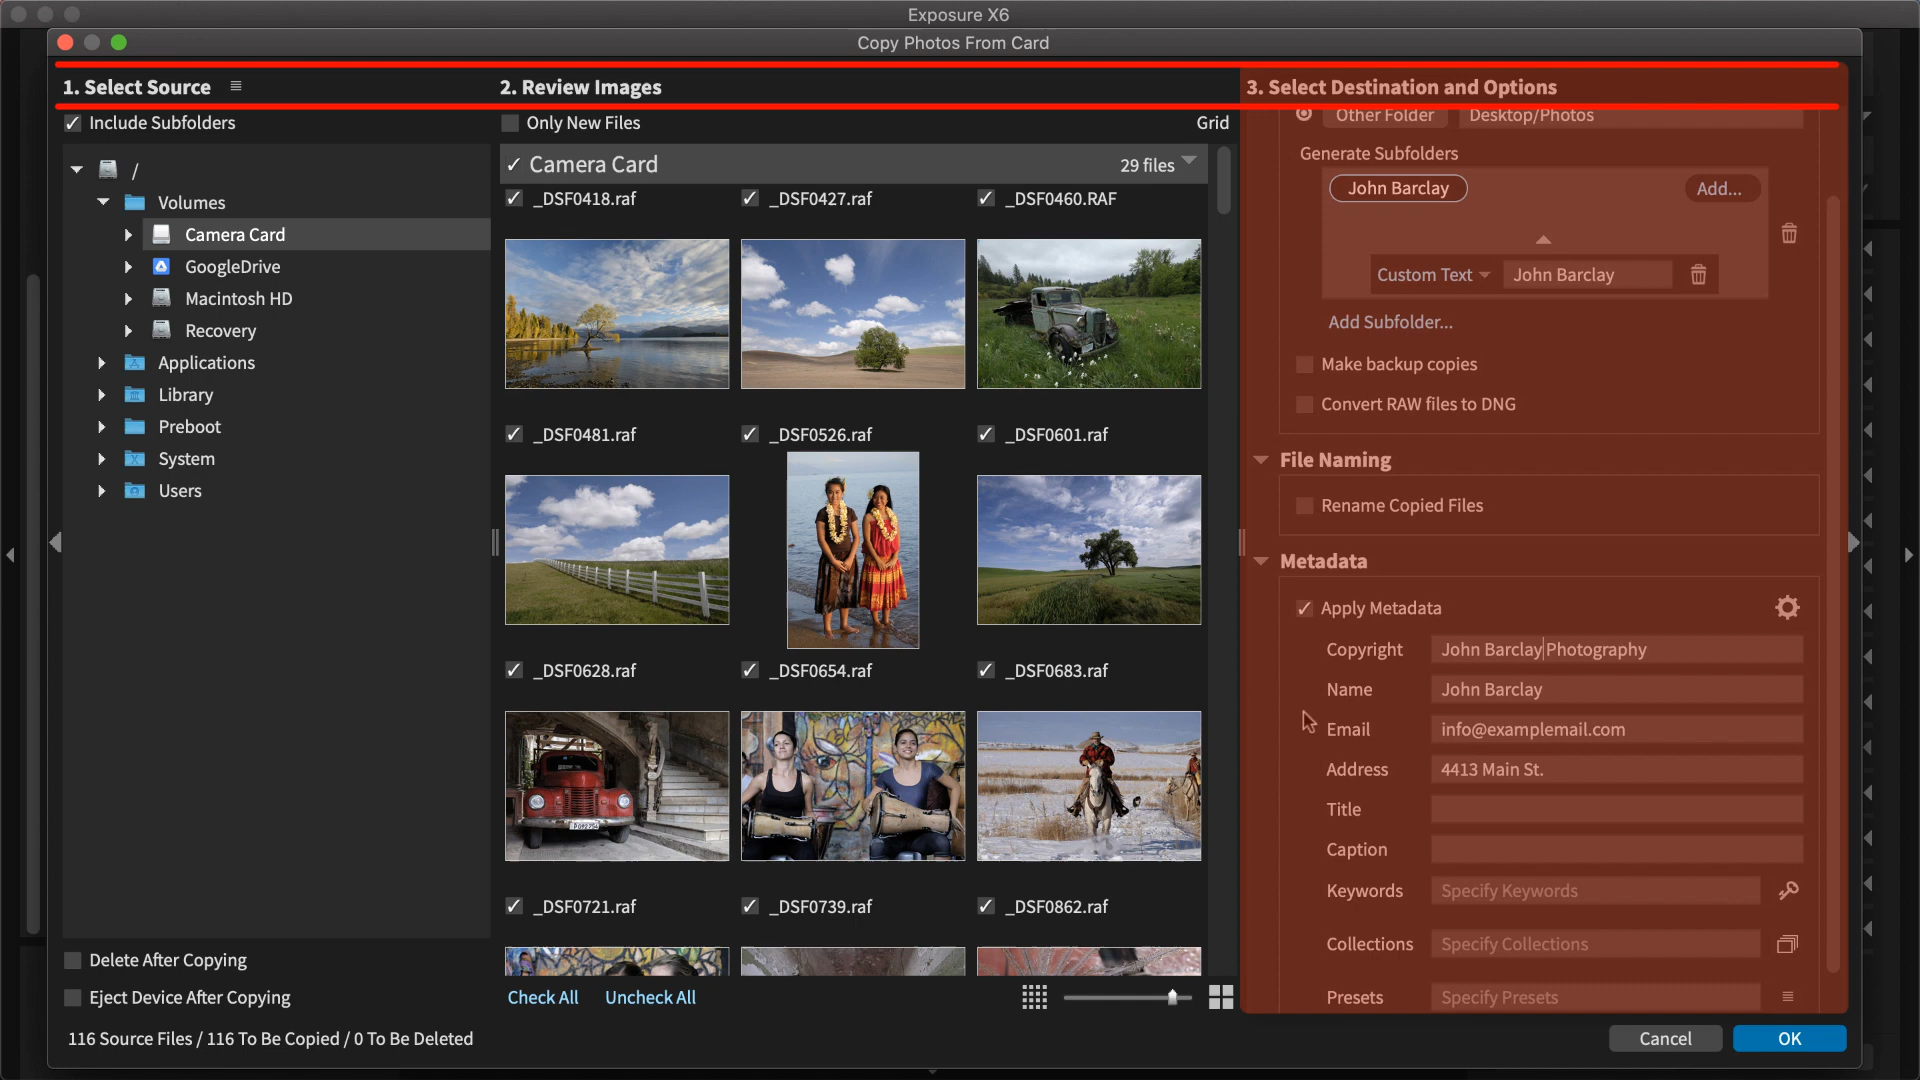 Exposure X6
Copy Photos From Card
1. Select Source
2. Review Images
3. Select Destination and Options
Include Subfolders
Only New Files
Grid
Other Folder
Desktop/Photos
Generate Subfolders
/
Camera Card
29 files
John Barclay
Add...
_DSF0418.raf
_DSF0427.raf
_DSF0460.RAF
Volumes
Camera Card
GoogleDrive
Macintosh HD
Recovery
Applications
Library
Preboot
System
Users
Custom Text
John Barclay
Add Subfolder...
Make backup copies
Convert RAW files to DNG
_DSF0481.raf
_DSF0526.raf
_DSF0601.raf
File Naming
Rename Copied Files
Metadata
Apply Metadata
Copyright
John Barclay Photography
_DSF0628.raf
_DSF0654.raf
_DSF0683.raf
Name
John Barclay
Email
info@examplemail.com
Address
4413 Main St.
Title
Caption
Keywords
Specify Keywords
_DSF0721.raf
_DSF0739.raf
_DSF0862.raf
Collections
Specify Collections
Delete After Copying
Eject Device After Copying
Check All
Uncheck All
Presets
Specify Presets
116 Source Files / 116 To Be Copied / 0 To Be Deleted
Cancel
OK